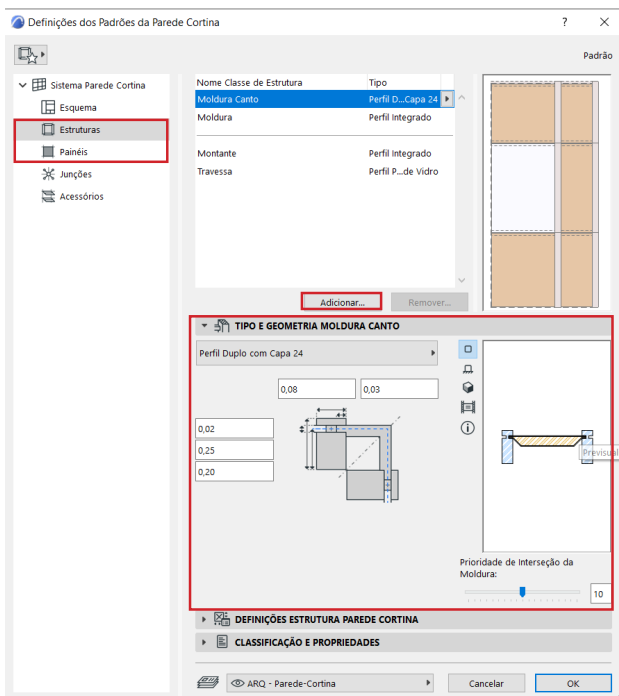 Definições dos Padrões da Parede Cortina
? ×
Padrão
Sistema Parede Cortina
Esquema
Estruturas
Painéis
Junções
Acessórios
Nome Classe de Estrutura Tipo
Moldura Canto Perfil D...Capa 24
Moldura Perfil Integrado
Montante Perfil Integrado
Travessa Perfil P...de Vidro
Adicionar... Remover...
TIPO E GEOMETRIA MOLDURA CANTO
Perfil Duplo com Capa 24
0,08 0,03
0,02
0,25
0,20
Previsual
Prioridade de Interseção da
Moldura:
10
DEFINIÇÕES ESTRUTURA PAREDE CORTINA
CLASSIFICAÇÃO E PROPRIEDADES
ARQ - Parede-Cortina Cancelar OK